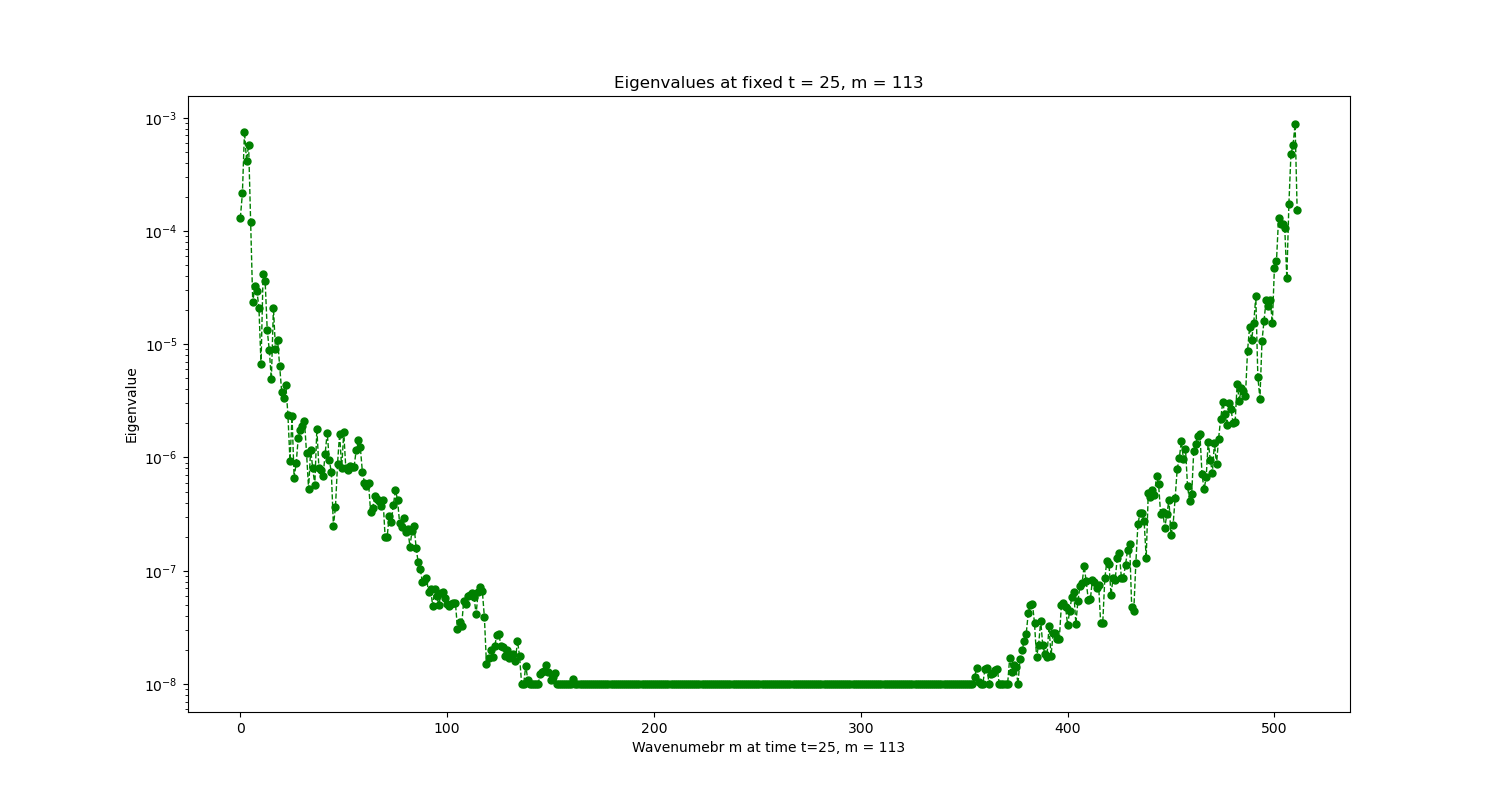 Eigenvalues at fixed t = 25, m = 113
10⁻³
10⁻⁴
10⁻⁵
10⁻⁶
10⁻⁷
10⁻⁸
Eigenvalue
0 100 200 300 400 500
Wavenumebr m at time t=25, m = 113